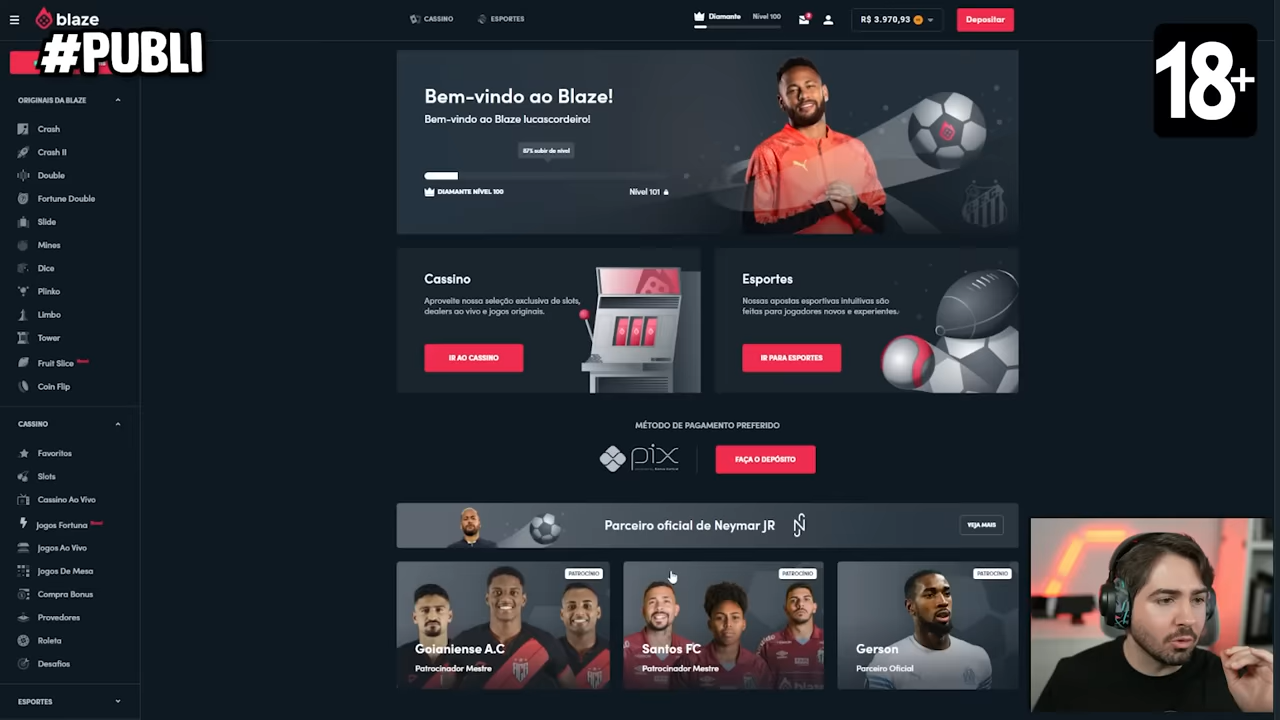 blaze
CASSINO
ESPORTES
Diamante
Nível 100
R$ 3.970,93
Depositar
#PUBLI
18+
ORIGINAIS DA BLAZE
Crash
Crash II
Double
Fortune Double
Slide
Mines
Dice
Plinko
Limbo
Tower
Fruit Slice
Coin Flip
CASSINO
Favoritos
Slots
Cassino Ao Vivo
Jogos Fortuna
Jogos Ao Vivo
Jogos De Mesa
Compra Bonus
Provedores
Roleta
Desafios
ESPORTES
Bem-vindo ao Blaze!
Bem-vindo ao Blaze lucascordeiro!
87% subir de nível
DIAMANTE NÍVEL 100
Nível 101
Cassino
Aproveite nossa seleção exclusiva de slots,
dealers ao vivo e jogos originais.
IR AO CASSINO
Esportes
Nossas apostas esportivas intuitivas são
feitas para jogadores novos e experientes.
IR PARA ESPORTES
MÉTODO DE PAGAMENTO PREFERIDO
pix
FAÇA O DEPÓSITO
Parceiro oficial de Neymar JR
VEJA MAIS
PATROCÍNIO
Goianiense A.C
Patrocinador Mestre
PATROCÍNIO
Santos FC
Patrocinador Mestre
PATROCÍNIO
Gerson
Parceiro Oficial